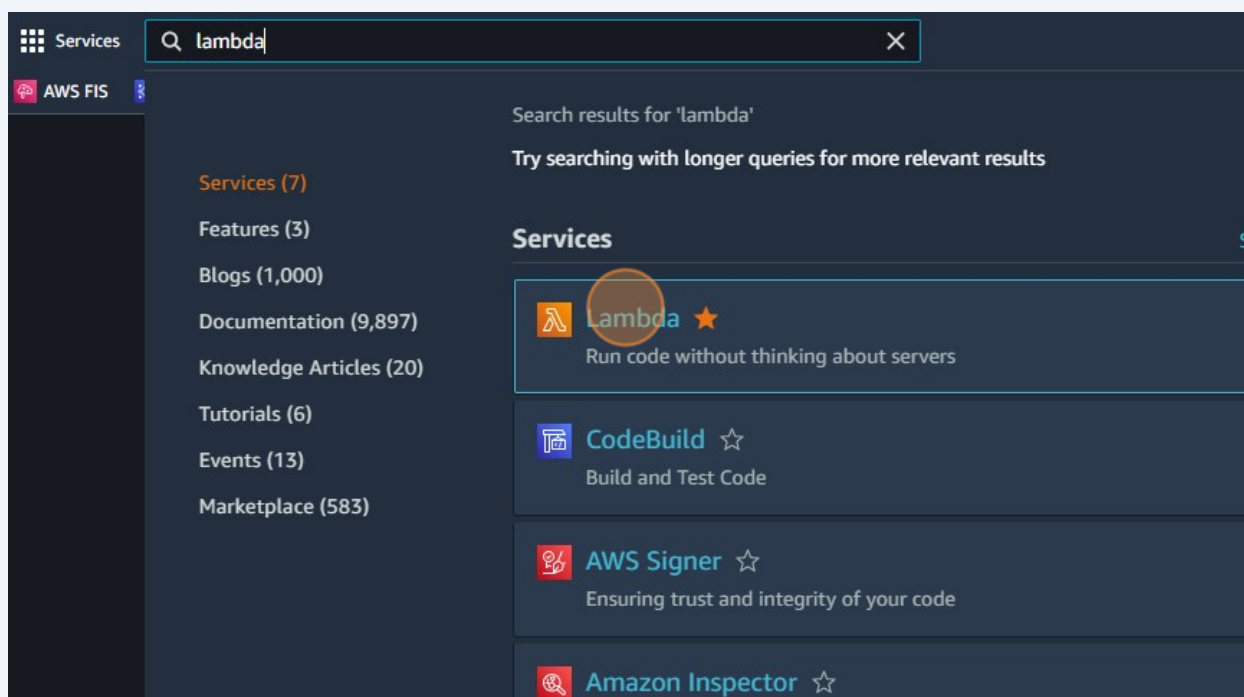 Services
lambda
AWS FIS
Search results for 'lambda'
Try searching with longer queries for more relevant results
Services (7)
Features (3)
Blogs (1,000)
Documentation (9,897)
Knowledge Articles (20)
Tutorials (6)
Events (13)
Marketplace (583)
Services
Lambda
Run code without thinking about servers
CodeBuild
Build and Test Code
AWS Signer
Ensuring trust and integrity of your code
Amazon Inspector